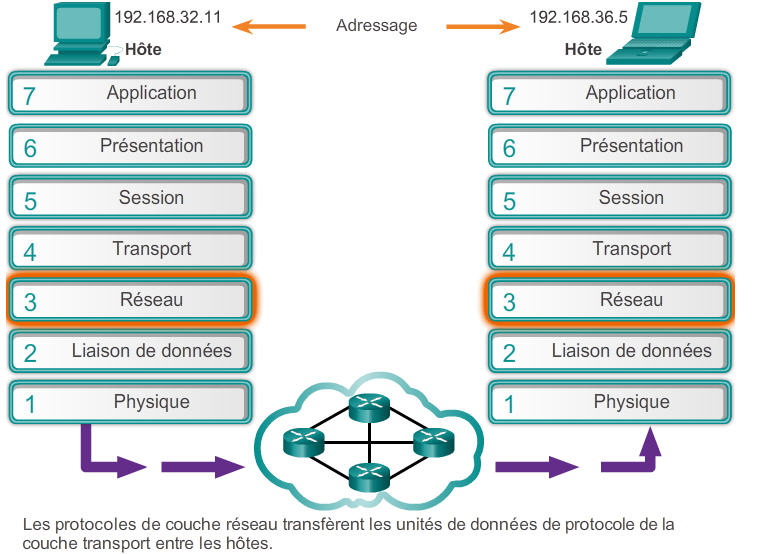 192.168.32.11
Adressage
192.168.36.5
Hôte
Hôte
7 Application
6 Présentation
5 Session
4 Transport
3 Réseau
2 Liaison de données
1 Physique
7 Application
6 Présentation
5 Session
4 Transport
3 Réseau
2 Liaison de données
1 Physique
Les protocoles de couche réseau transfèrent les unités de données de protocole de la
couche transport entre les hôtes.